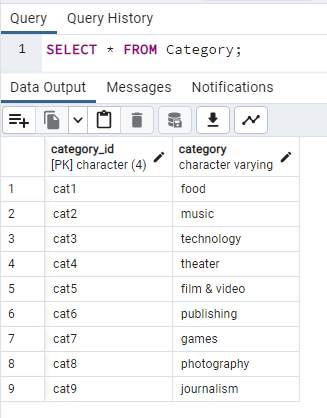 Query Query History
1 SELECT * FROM Category;
Data Output Messages Notifications
category_id category
[PK] character (4) character varying
1 cat1 food
2 cat2 music
3 cat3 technology
4 cat4 theater
5 cat5 film & video
6 cat6 publishing
7 cat7 games
8 cat8 photography
9 cat9 journalism